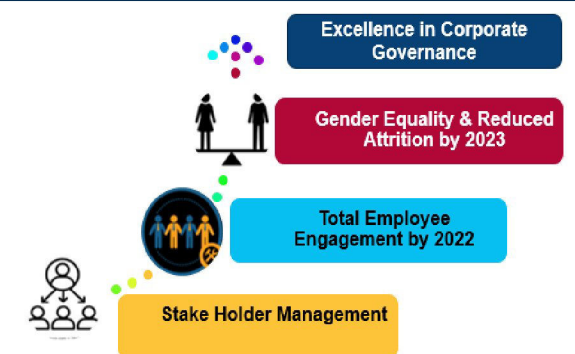 Excellence in Corporate
Governance
Gender Equality & Reduced
Attrition by 2023
Total Employee
Engagement by 2022
Stake Holder Management